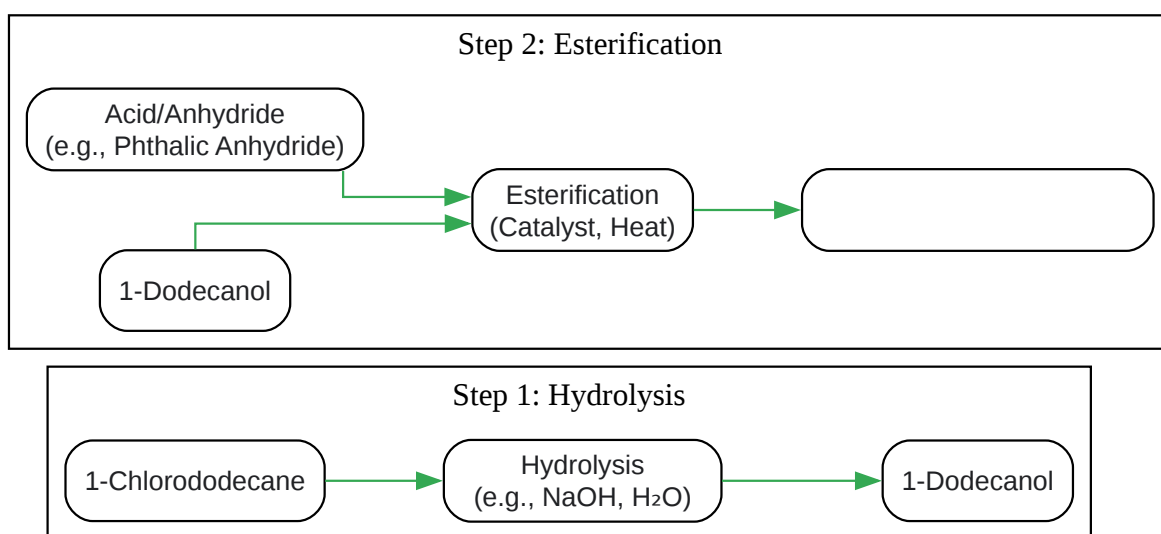 Step 2: Esterification
Acid/Anhydride
(e.g., Phthalic Anhydride)
Esterification
(Catalyst, Heat)
1-Dodecanol
Step 1: Hydrolysis
1-Chlorododecane
Hydrolysis
(e.g., NaOH, H₂O)
1-Dodecanol